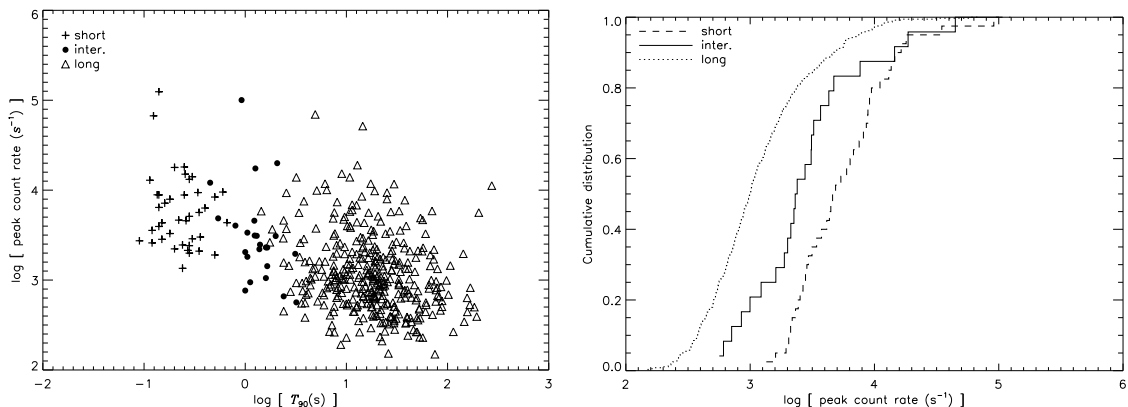 6
5
4
3
2
log [ peak count rate (s⁻¹) ]
+ short
● inter.
△ long
−2 −1 0 1 2 3
log [ T₉₀(s) ]
1.0
0.8
0.6
0.4
0.2
0.0
Cumulative distribution
short
inter.
long
2 3 4 5 6
log [ peak count rate (s⁻¹) ]